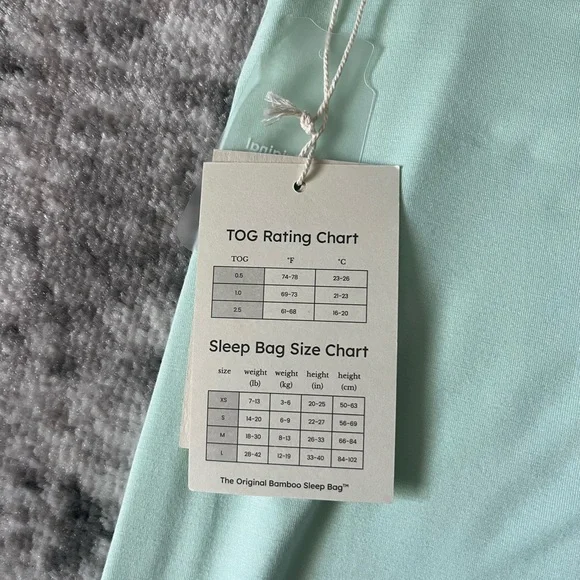 TOG Rating Chart
TOG °F °C
0.5 74-78 23-26
1.0 69-73 21-23
2.5 61-68 16-20
Sleep Bag Size Chart
size weight (lb) weight (kg) height (in) height (cm)
XS 7-13 3-6 20-25 50-63
S 14-20 6-9 22-27 56-69
M 18-30 8-13 26-33 66-84
L 26-42 12-19 33-40 84-102
The Original Bamboo Sleep Bag™